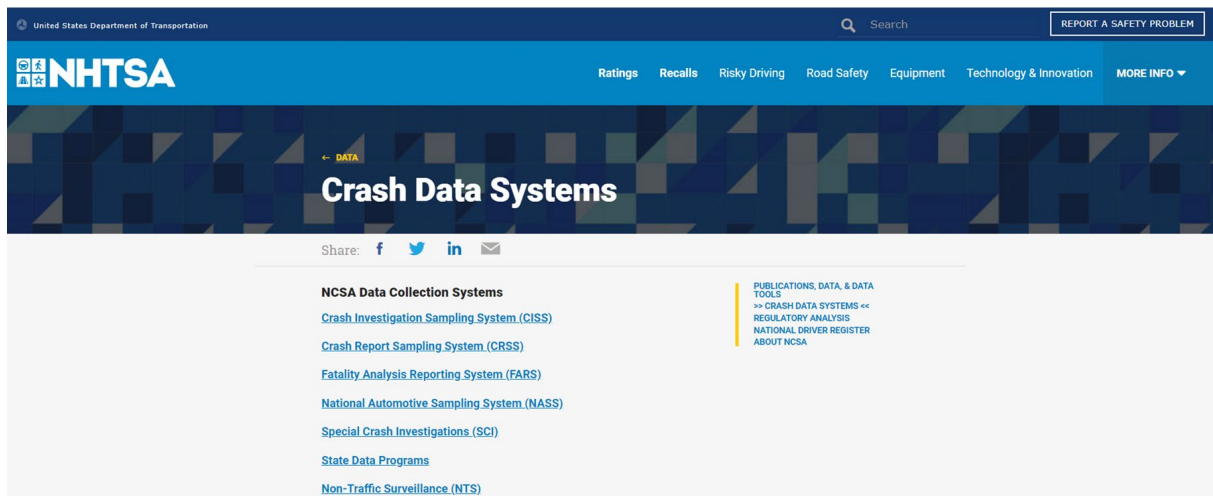 United States Department of Transportation
Search
REPORT A SAFETY PROBLEM
NHTSA
Ratings Recalls Risky Driving Road Safety Equipment Technology & Innovation MORE INFO
← DATA
Crash Data Systems
Share:
NCSA Data Collection Systems
Crash Investigation Sampling System (CISS)
Crash Report Sampling System (CRSS)
Fatality Analysis Reporting System (FARS)
National Automotive Sampling System (NASS)
Special Crash Investigations (SCI)
State Data Programs
Non-Traffic Surveillance (NTS)
PUBLICATIONS, DATA, & DATA
TOOLS
>> CRASH DATA SYSTEMS <<
REGULATORY ANALYSIS
NATIONAL DRIVER REGISTER
ABOUT NCSA